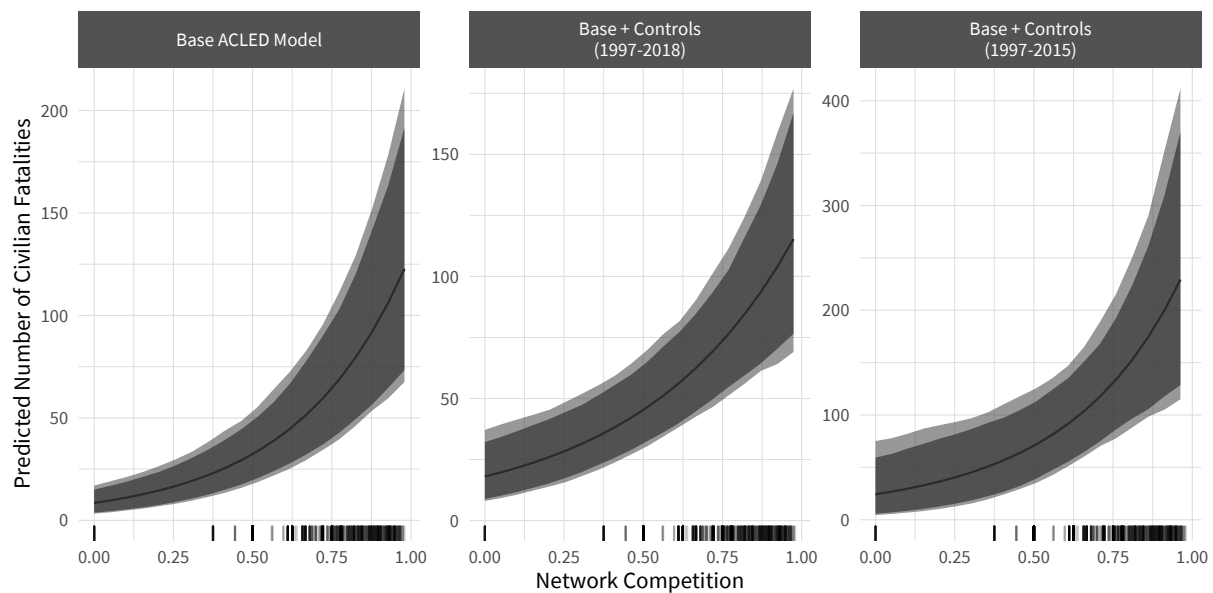 Base ACLED Model
Base + Controls
(1997-2018)
Base + Controls
(1997-2015)
Predicted Number of Civilian Fatalities
200
150
100
50
0
150
100
50
0
400
300
200
100
0
0.00 0.25 0.50 0.75 1.00
0.00 0.25 0.50 0.75 1.00
0.00 0.25 0.50 0.75 1.00
Network Competition